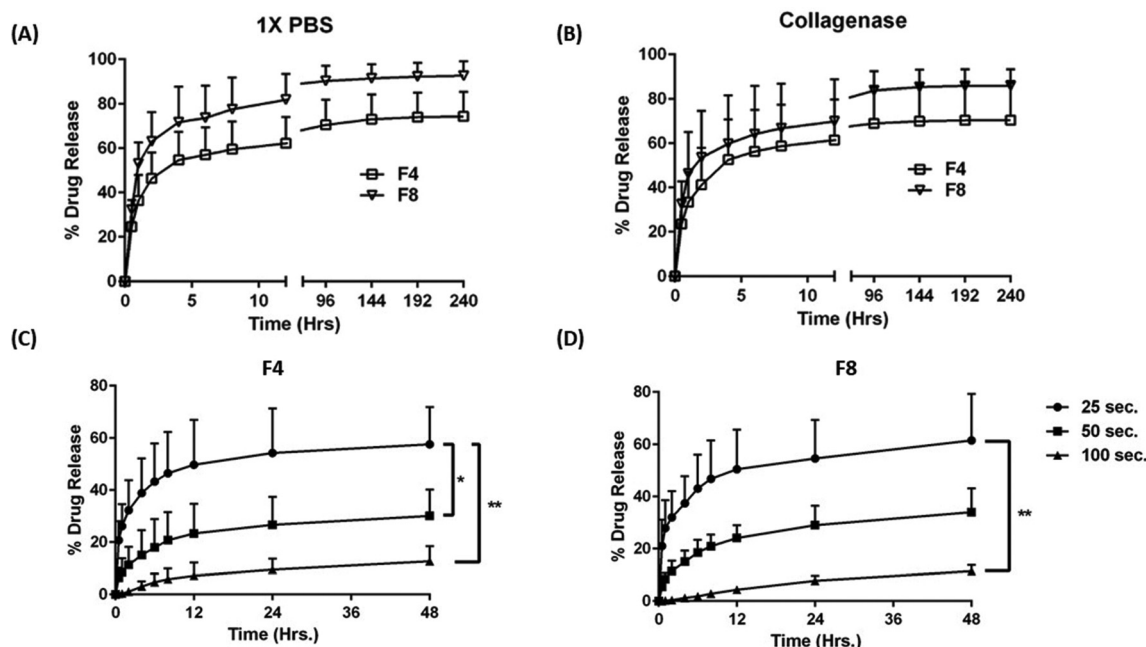 (A)
1X PBS
% Drug Release
100
80
60
40
20
0
F4
F8
0 5 10 96 144 192 240
Time (Hrs)
(B)
Collagenase
% Drug Release
100
80
60
40
20
0
F4
F8
0 5 10 96 144 192 240
Time (Hrs)
(C)
F4
% Drug Release
80
60
40
20
0
*
**
0 12 24 36 48
Time (Hrs.)
(D)
F8
% Drug Release
80
60
40
20
0
**
0 12 24 36 48
Time (Hrs.)
25 sec.
50 sec.
100 sec.